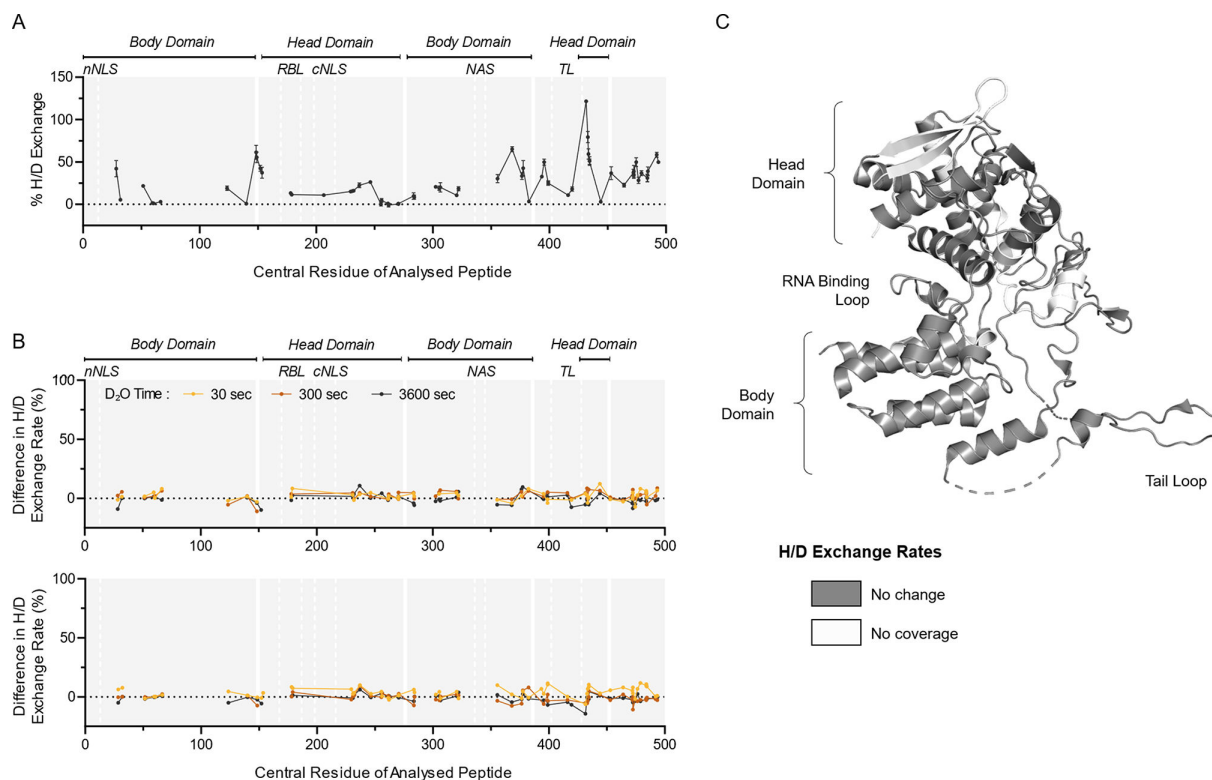 A
Body Domain Head Domain Body Domain Head Domain
nNLS RBL cNLS NAS TL
150
100
50
0
% H/D Exchange
0 100 200 300 400 500
Central Residue of Analysed Peptide
B
Body Domain Head Domain Body Domain Head Domain
nNLS RBL cNLS NAS TL
D₂O Time : 30 sec 300 sec 3600 sec
100
50
0
Difference in H/D
Exchange Rate (%)
0 100 200 300 400 500
100
50
0
Difference in H/D
Exchange Rate (%)
0 100 200 300 400 500
Central Residue of Analysed Peptide
C
Head
Domain
RNA Binding
Loop
Body
Domain
Tail Loop
H/D Exchange Rates
No change
No coverage